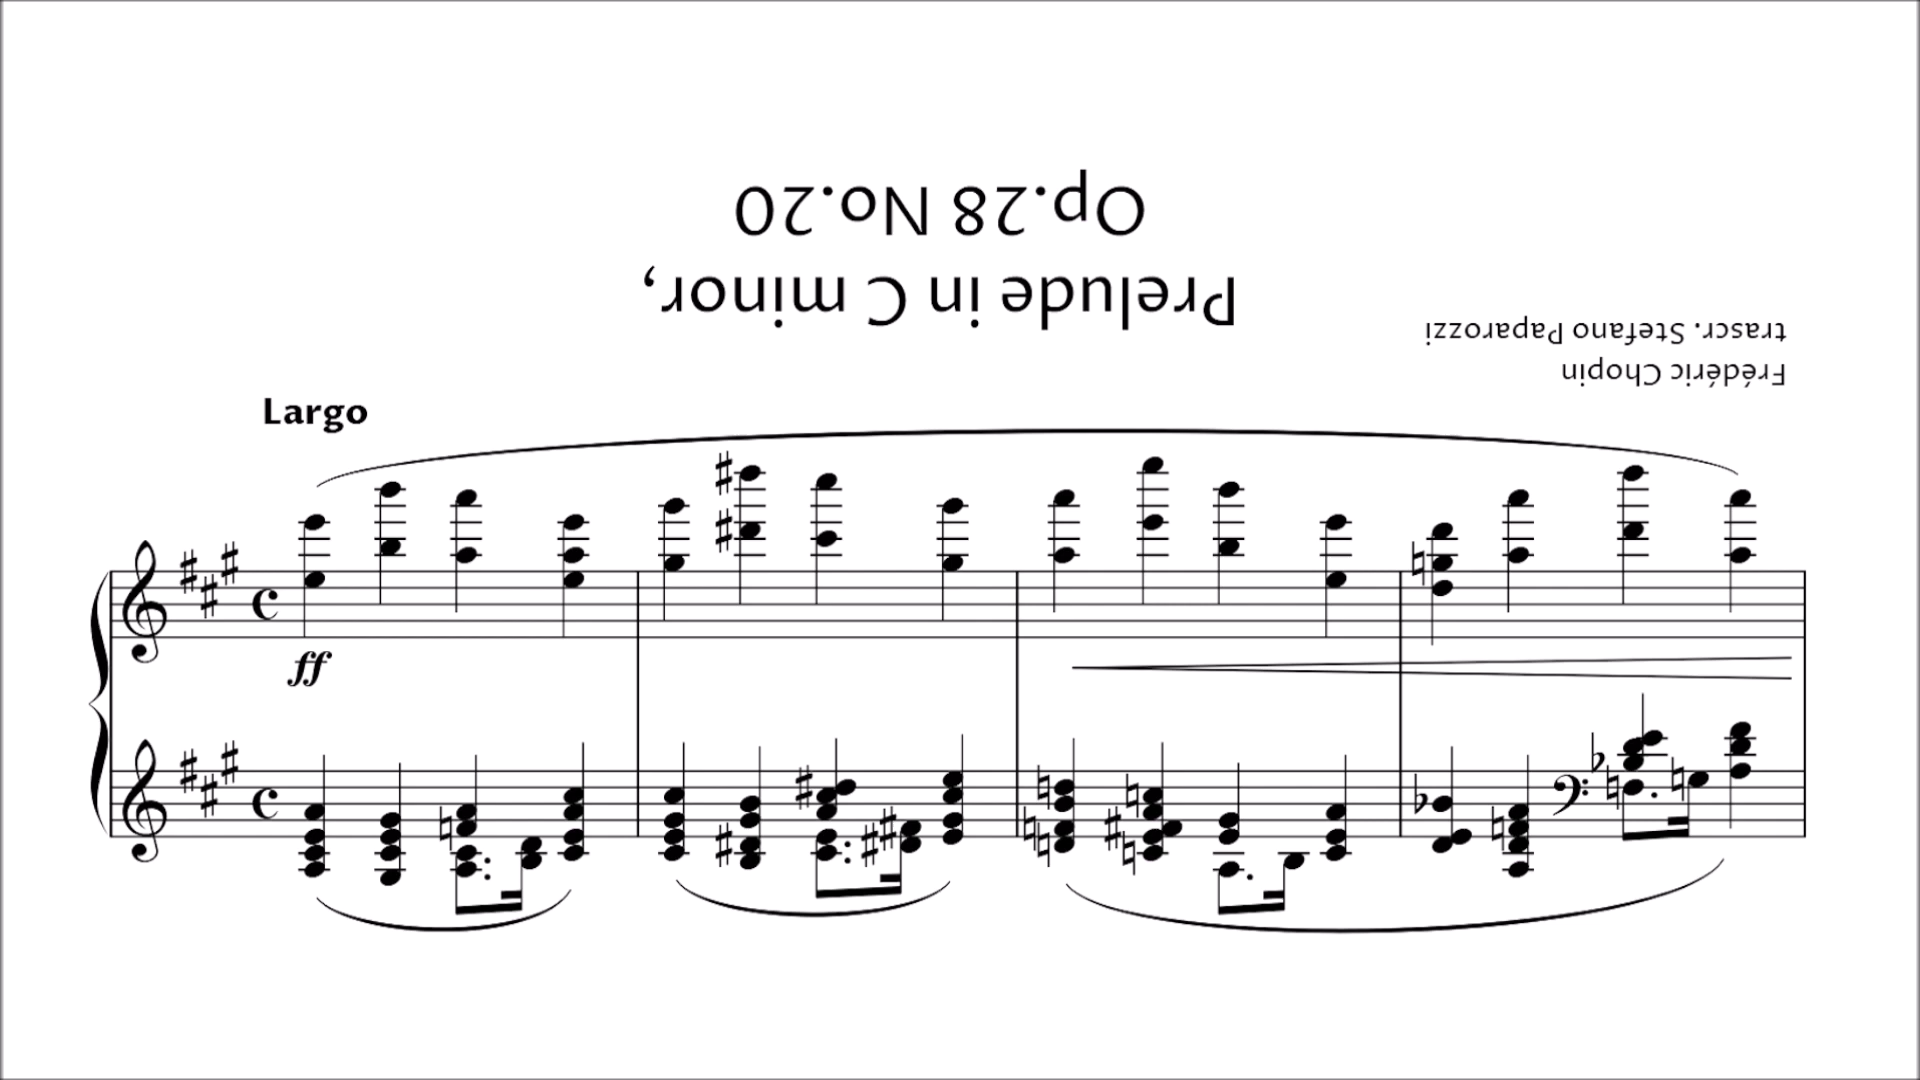 Prelude in C minor,
Op.28 No.20
Frédéric Chopin
trascr. Stefano Paparozzi
Largo
ff